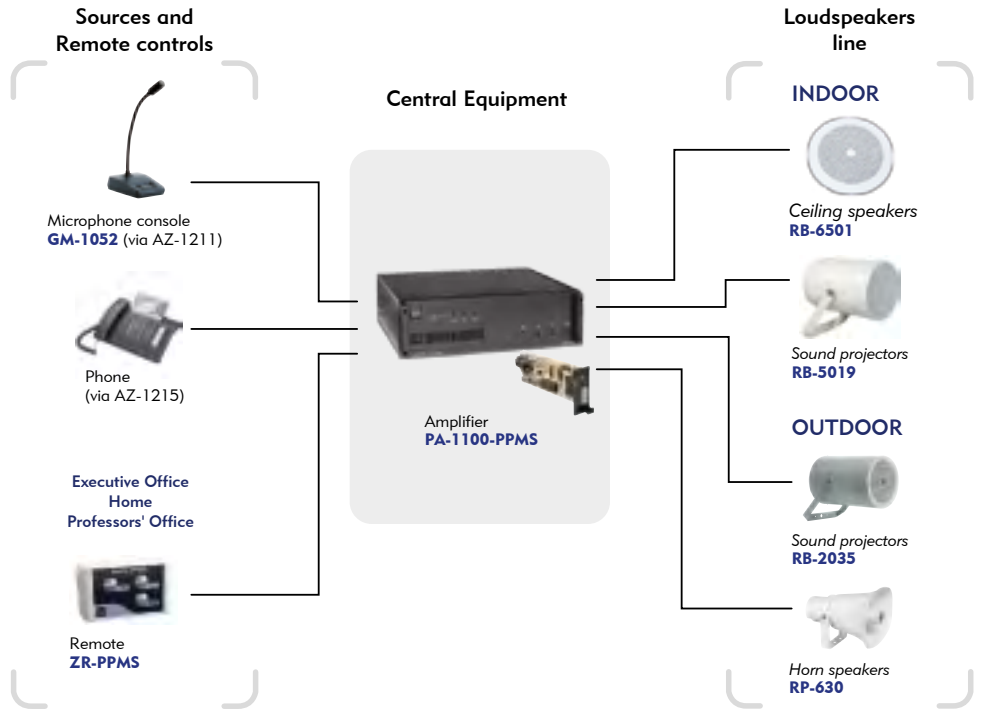 Sources and
Remote controls
Microphone console
GM-1052 (via AZ-1211)
Phone
(via AZ-1215)
Executive Office
Home
Professors' Office
Remote
ZR-PPMS
Central Equipment
Amplifier
PA-1100-PPMS
Loudspeakers
line
INDOOR
Ceiling speakers
RB-6501
Sound projectors
RB-5019
OUTDOOR
Sound projectors
RB-2035
Horn speakers
RP-630